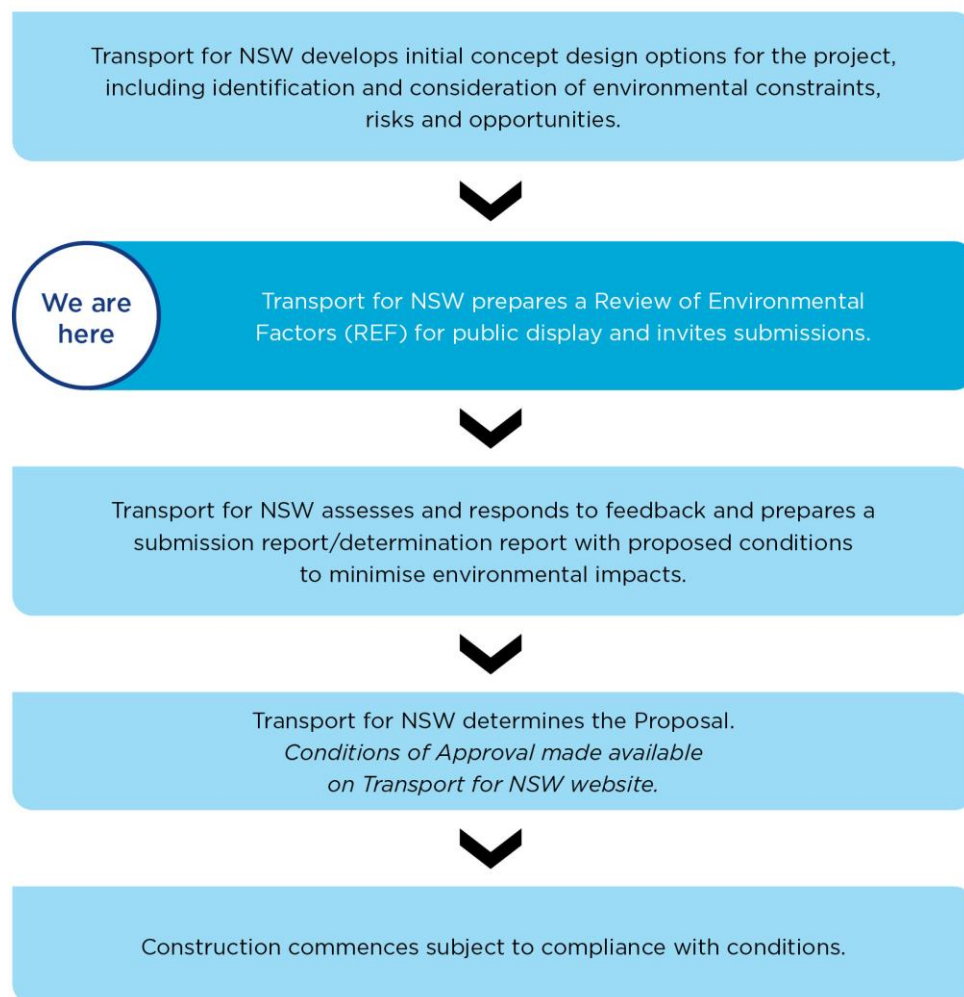 Transport for NSW develops initial concept design options for the project,
including identification and consideration of environmental constraints,
risks and opportunities.
We are
here
Transport for NSW prepares a Review of Environmental
Factors (REF) for public display and invites submissions.
Transport for NSW assesses and responds to feedback and prepares a
submission report/determination report with proposed conditions
to minimise environmental impacts.
Transport for NSW determines the Proposal.
Conditions of Approval made available
on Transport for NSW website.
Construction commences subject to compliance with conditions.